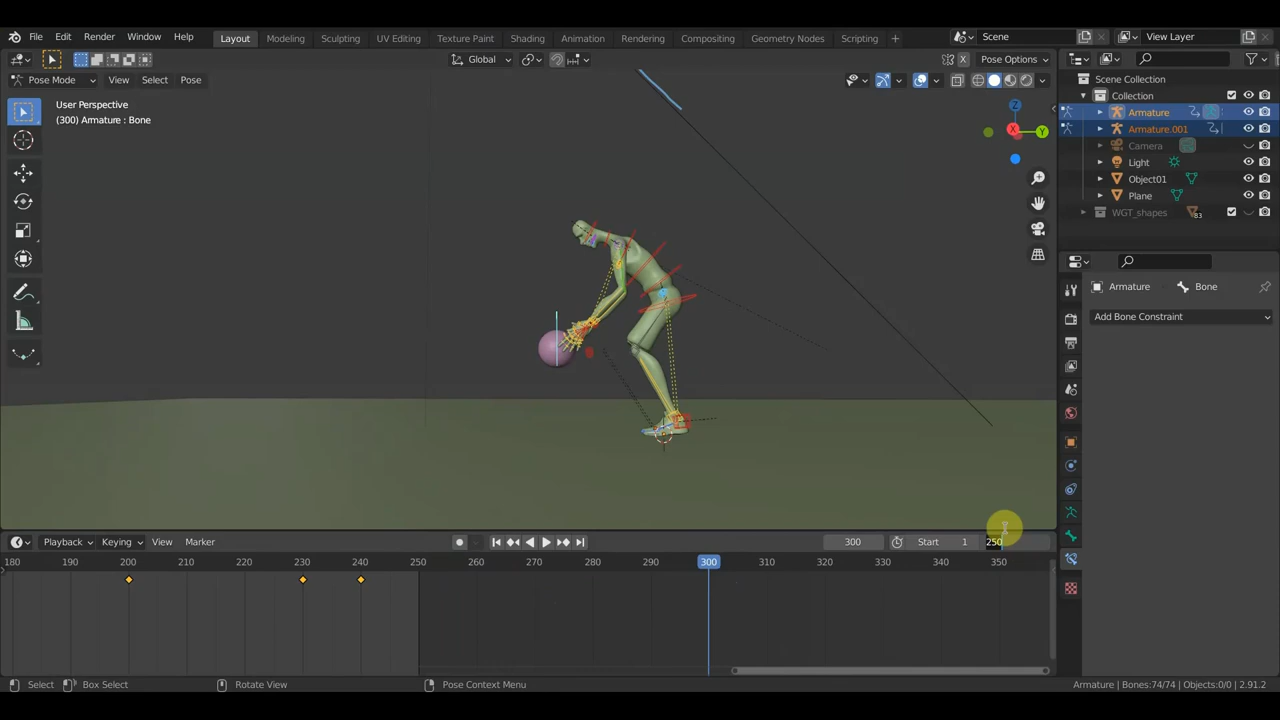 File Edit Render Window Help Layout Modeling Sculpting UV Editing Texture Paint Shading Animation Rendering Compositing Geometry Nodes Scripting + Scene View Layer
Global Pose Options
Pose Mode View Select Pose
User Perspective
(300) Armature : Bone
X
Y
Z
Scene Collection
Collection
Armature
Armature.001
Camera
Light
Object01
Plane
WGT_shapes 83
Armature Bone
Add Bone Constraint
Playback Keying View Marker 300 Start 1 250
180 190 200 210 220 230 240 250 260 270 280 290 300 310 320 330 340 350
Select Box Select Rotate View Pose Context Menu Armature | Bones:74/74 | Objects:0/0 | 2.91.2